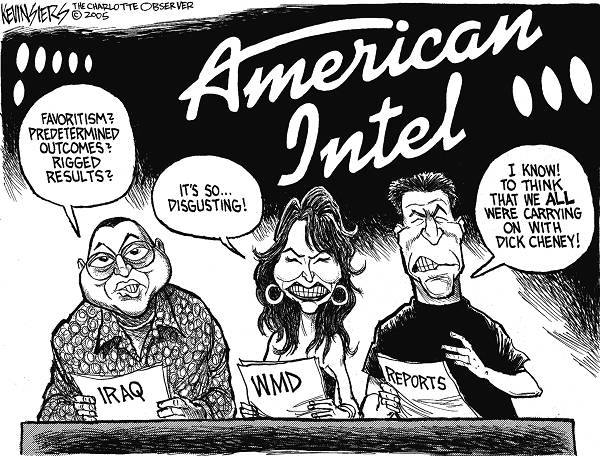 KEVIN SIERS
THE CHARLOTTE OBSERVER
© 2005
American
Intel
FAVORITISM?
PREDETERMINED
OUTCOMES?
RIGGED
RESULTS?
IT'S SO...
DISGUSTING!
I KNOW!
TO THINK
THAT WE ALL
WERE CARRYING
ON WITH
DICK CHENEY!
IRAQ
WMD
REPORTS